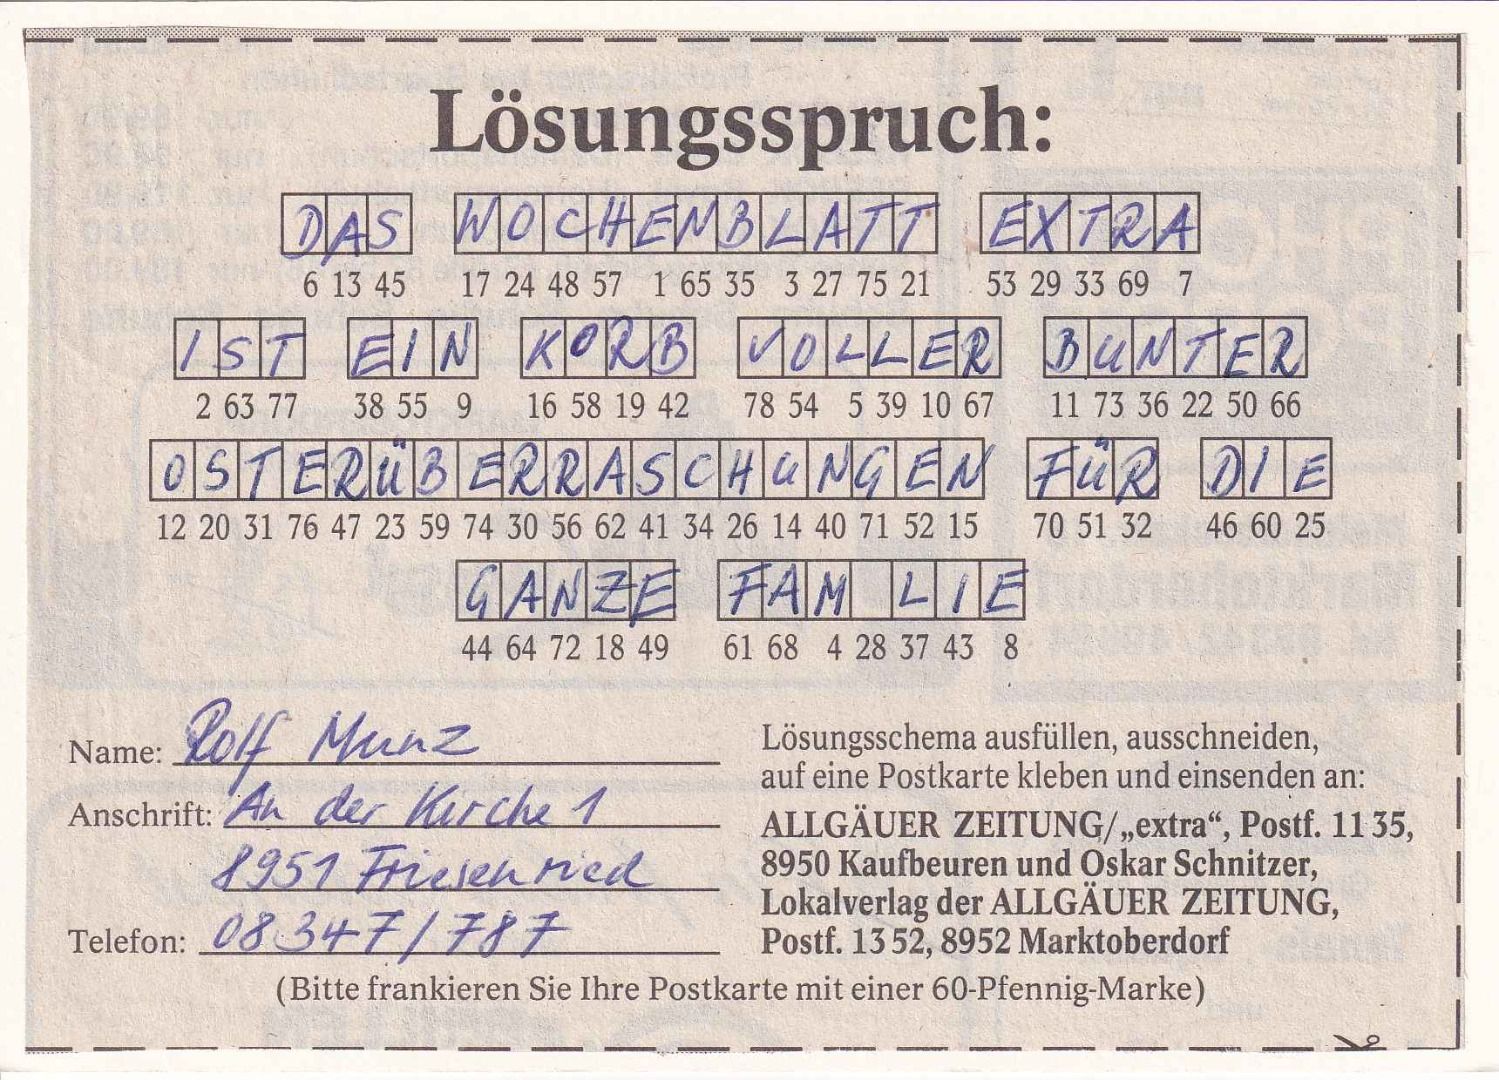 Lösungsspruch:
DAS WOCHENBLATT EXTRA
6 13 45 17 24 48 57 1 65 35 3 27 75 21 53 29 33 69 7
IST EIN KORB VOLLER BUNTER
2 63 77 38 55 9 16 58 19 42 78 54 5 39 10 67 11 73 36 22 50 66
OSTERÜBERRASCHUNGEN FÜR DIE
12 20 31 76 47 23 59 74 30 56 62 41 34 26 14 40 71 52 15 70 51 32 46 60 25
GANZE FAM LIE
44 64 72 18 49 61 68 4 28 37 43 8
Name: Rolf Munz
Anschrift: An der Kirche 1
8951 Friesenried
Telefon: 08347/787
Lösungsschema ausfüllen, ausschneiden,
auf eine Postkarte kleben und einsenden an:
ALLGÄUER ZEITUNG/„extra“, Postf. 11 35,
8950 Kaufbeuren und Oskar Schnitzer,
Lokalverlag der ALLGÄUER ZEITUNG,
Postf. 13 52, 8952 Marktoberdorf
(Bitte frankieren Sie Ihre Postkarte mit einer 60-Pfennig-Marke)